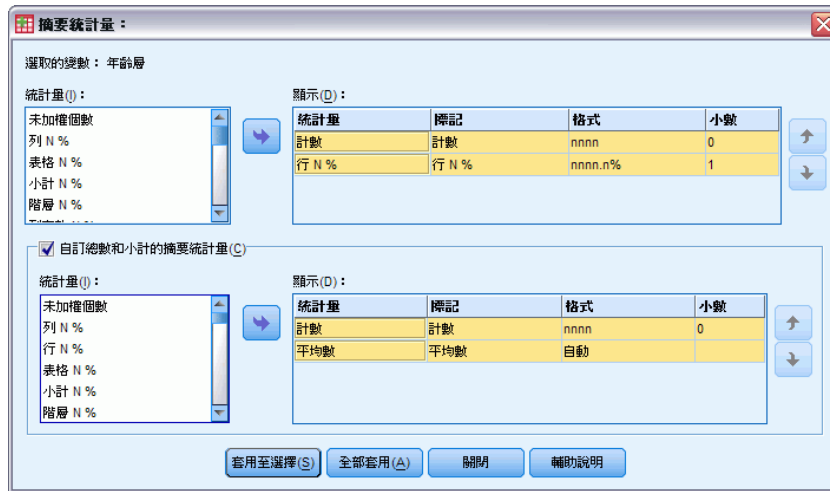 摘要統計量：
選取的變數： 年齡層
統計量(I)：
未加權個數
列 N %
表格 N %
小計 N %
階層 N %
顯示(D)：
統計量 標記 格式 小數
計數 計數 nnnn 0
行 N % 行 N % nnnn.n% 1
自訂總數和小計的摘要統計量(C)
統計量(I)：
未加權個數
列 N %
行 N %
表格 N %
小計 N %
階層 N %
顯示(D)：
統計量 標記 格式 小數
計數 計數 nnnn 0
平均數 平均數 自動
套用至選擇(S) 全部套用(A) 關閉 輔助說明